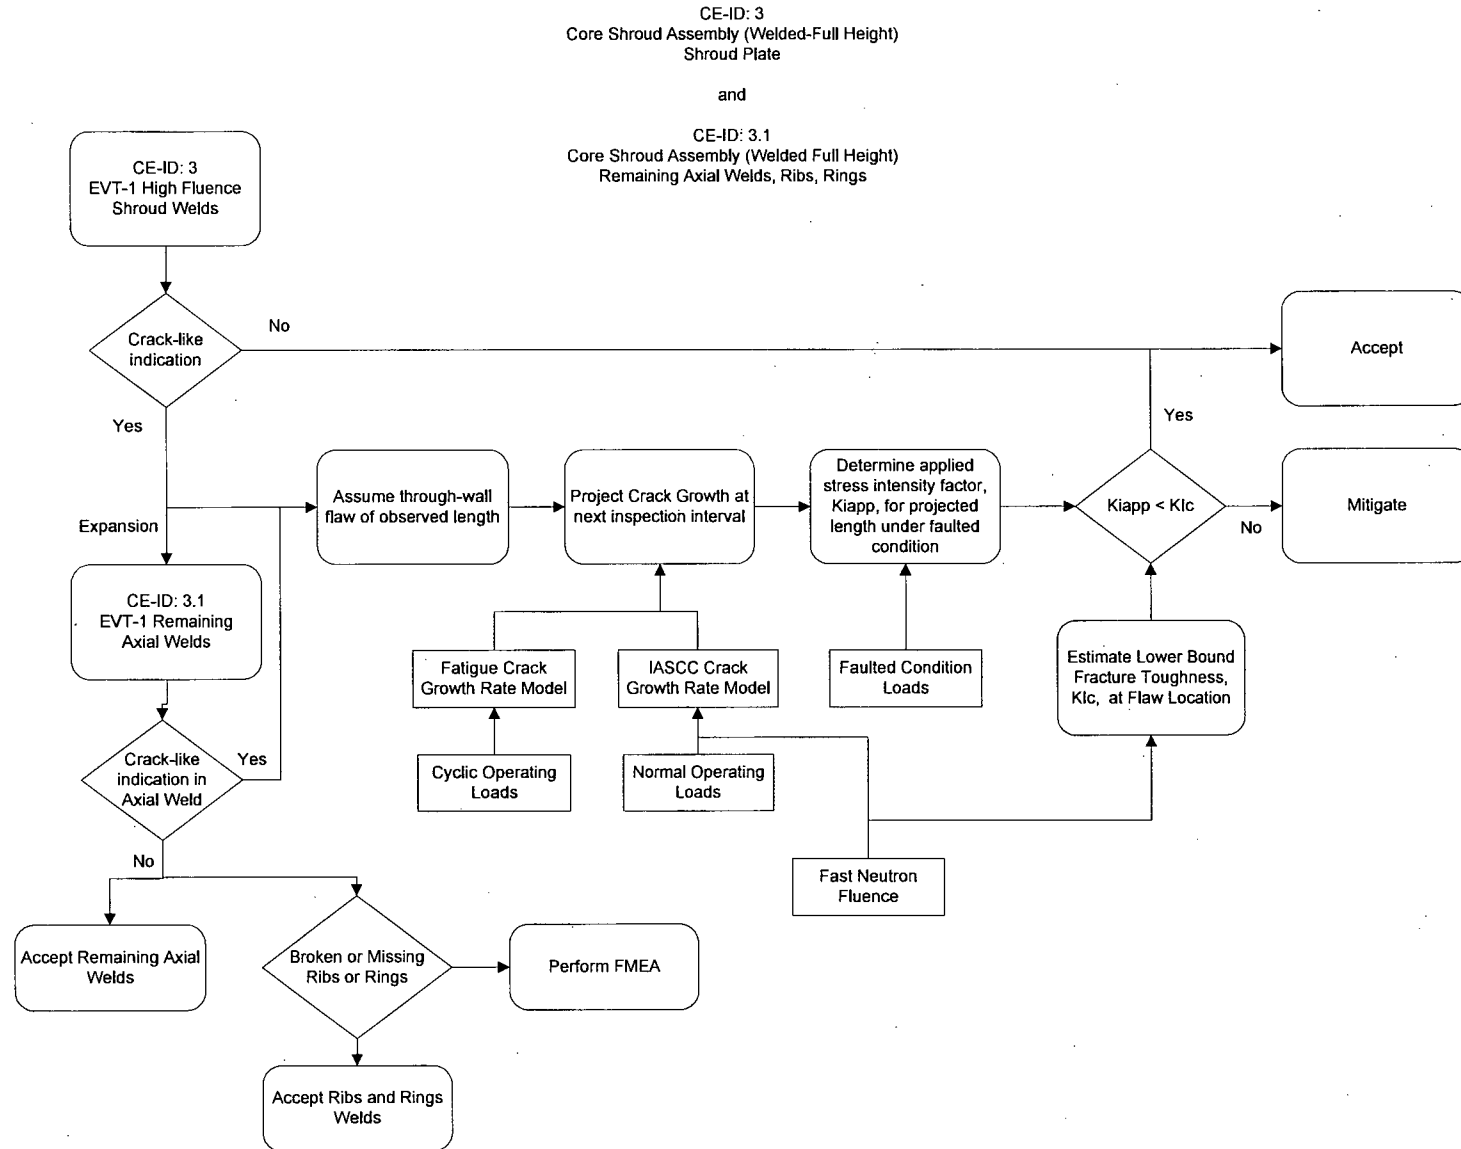 CE-ID: 3
Core Shroud Assembly (Welded-Full Height)
Shroud Plate
and
CE-ID: 3.1
Core Shroud Assembly (Welded Full Height)
Remaining Axial Welds, Ribs, Rings
CE-ID: 3
EVT-1 High Fluence
Shroud Welds
Crack-like
indication
No
Accept
Yes
Expansion
Assume through-wall
flaw of observed length
Project Crack Growth at
next inspection interval
Determine applied
stress intensity factor,
Kiapp, for projected
length under faulted
condition
Kiapp < KIc
Yes
No
Mitigate
CE-ID: 3.1
EVT-1 Remaining
Axial Welds
Fatigue Crack
Growth Rate Model
IASCC Crack
Growth Rate Model
Faulted Condition
Loads
Estimate Lower Bound
Fracture Toughness,
KIc, at Flaw Location
Crack-like
indication in
Axial Weld
Yes
Cyclic Operating
Loads
Normal Operating
Loads
No
Fast Neutron
Fluence
Accept Remaining Axial
Welds
Broken or Missing
Ribs or Rings
Perform FMEA
Accept Ribs and Rings
Welds